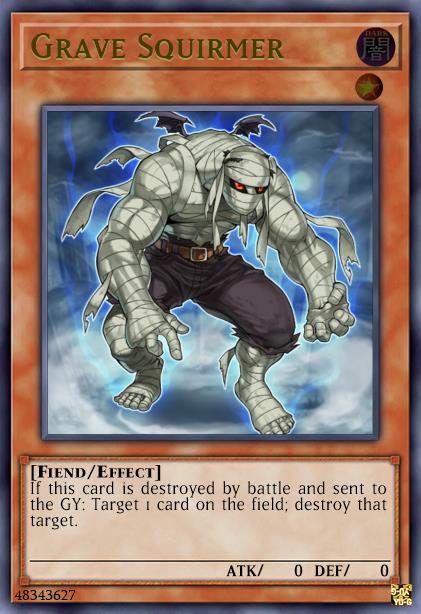 GRAVE SQUIRMER
DARK
闇
[FIEND/EFFECT]
If this card is destroyed by battle and sent to
the GY: Target 1 card on the field; destroy that
target.
ATK/ 0 DEF/ 0
48343627